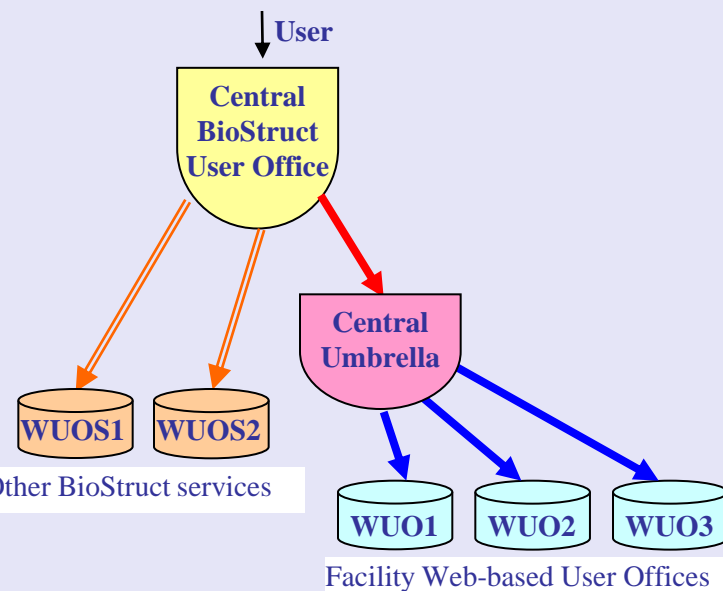 User
Central
BioStruct
User Office
Central
Umbrella
WUOS1
WUOS2
Other BioStruct services
WUO1
WUO2
WUO3
Facility Web-based User Offices